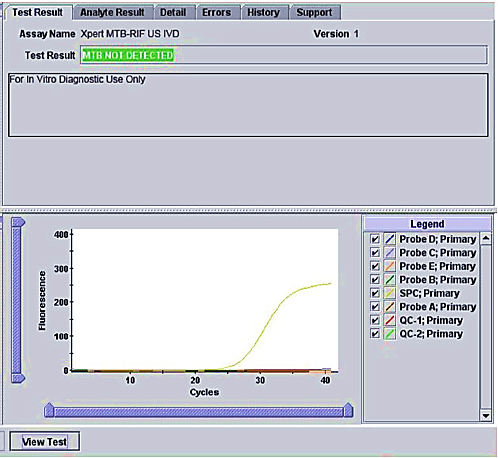 Test Result Analyte Result Detail Errors History Support
Assay Name Xpert MTB-RIF US IVD Version 1
Test Result MTB NOT DETECTED
For In Vitro Diagnostic Use Only
Legend
Probe D; Primary
Probe C; Primary
Probe E; Primary
Probe B; Primary
SPC; Primary
Probe A; Primary
QC-1; Primary
QC-2; Primary
Fluorescence
400
300
200
100
0
10 20 30 40
Cycles
View Test